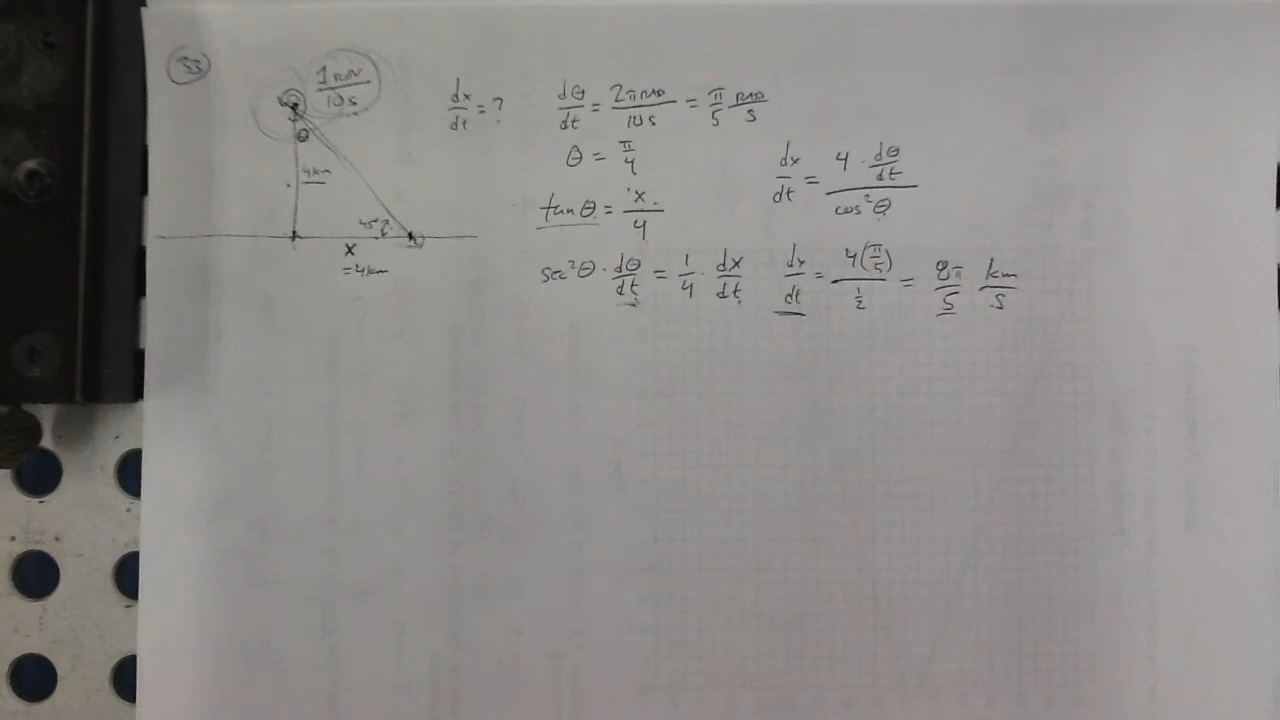 33
1 REV / 10 s
dx/dt = ?
dθ/dt = 2π RAD / 10 s = π/5 RAD/s
θ
θ = π/4
4 km
dx/dt = 4 · dθ/dt / cos²θ
tanθ = x/4
45°
x
= 4 km
sec²θ · dθ/dt = 1/4 · dx/dt
dx/dt = 4(π/5) / 1/2 = 8π/5 km/s